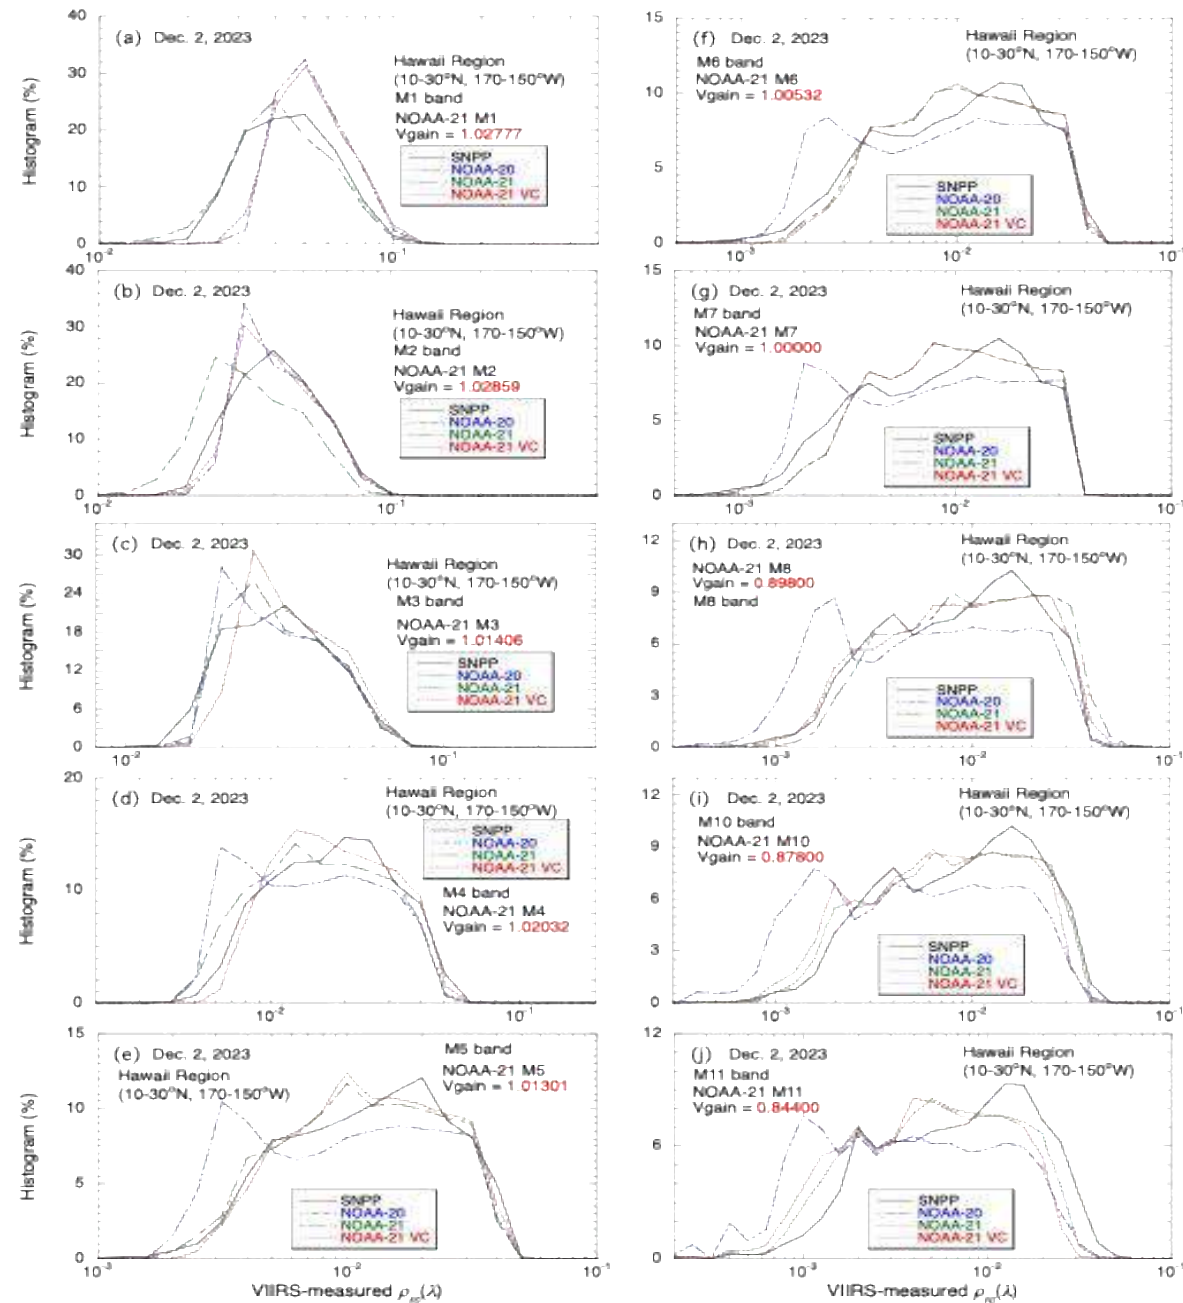 (a) Dec. 2, 2023
Hawaii Region
(10-30°N, 170-150°W)
M1 band
NOAA-21 M1
Vgain = 1.02777
SNPP
NOAA-20
NOAA-21
NOAA-21 VC
Histogram (%)
40
30
20
10
0
10⁻²
10⁻¹
(b) Dec. 2, 2023
Hawaii Region
(10-30°N, 170-150°W)
M2 band
NOAA-21 M2
Vgain = 1.02859
SNPP
NOAA-20
NOAA-21
NOAA-21 VC
Histogram (%)
40
30
20
10
0
10⁻²
10⁻¹
(c) Dec. 2, 2023
Hawaii Region
(10-30°N, 170-150°W)
M3 band
NOAA-21 M3
Vgain = 1.01406
SNPP
NOAA-20
NOAA-21
NOAA-21 VC
Histogram (%)
30
24
18
12
6
0
10⁻²
10⁻¹
(d) Dec. 2, 2023
Hawaii Region
(10-30°N, 170-150°W)
SNPP
NOAA-20
NOAA-21
NOAA-21 VC
M4 band
NOAA-21 M4
Vgain = 1.02032
Histogram (%)
20
10
0
10⁻²
10⁻¹
(e) Dec. 2, 2023
Hawaii Region
(10-30°N, 170-150°W)
M5 band
NOAA-21 M5
Vgain = 1.01301
SNPP
NOAA-20
NOAA-21
NOAA-21 VC
Histogram (%)
15
10
5
0
10⁻³
10⁻²
10⁻¹
VIIRS-measured ρ (λ)
(f) Dec. 2, 2023
Hawaii Region
(10-30°N, 170-150°W)
M6 band
NOAA-21 M6
Vgain = 1.00532
SNPP
NOAA-20
NOAA-21
NOAA-21 VC
15
10
5
0
10⁻³
10⁻²
10⁻¹
(g) Dec. 2, 2023
Hawaii Region
(10-30°N, 170-150°W)
M7 band
NOAA-21 M7
Vgain = 1.00000
SNPP
NOAA-20
NOAA-21
NOAA-21 VC
15
10
5
0
10⁻³
10⁻²
10⁻¹
(h) Dec. 2, 2023
Hawaii Region
(10-30°N, 170-150°W)
NOAA-21 M8
Vgain = 0.89800
M8 band
SNPP
NOAA-20
NOAA-21
NOAA-21 VC
12
9
6
3
0
10⁻³
10⁻²
10⁻¹
(i) Dec. 2, 2023
Hawaii Region
(10-30°N, 170-150°W)
M10 band
NOAA-21 M10
Vgain = 0.87800
SNPP
NOAA-20
NOAA-21
NOAA-21 VC
12
9
6
3
0
10⁻³
10⁻²
10⁻¹
(j) Dec. 2, 2023
Hawaii Region
(10-30°N, 170-150°W)
M11 band
NOAA-21 M11
Vgain = 0.84400
SNPP
NOAA-20
NOAA-21
NOAA-21 VC
12
6
0
10⁻³
10⁻²
10⁻¹
VIIRS-measured ρ (λ)